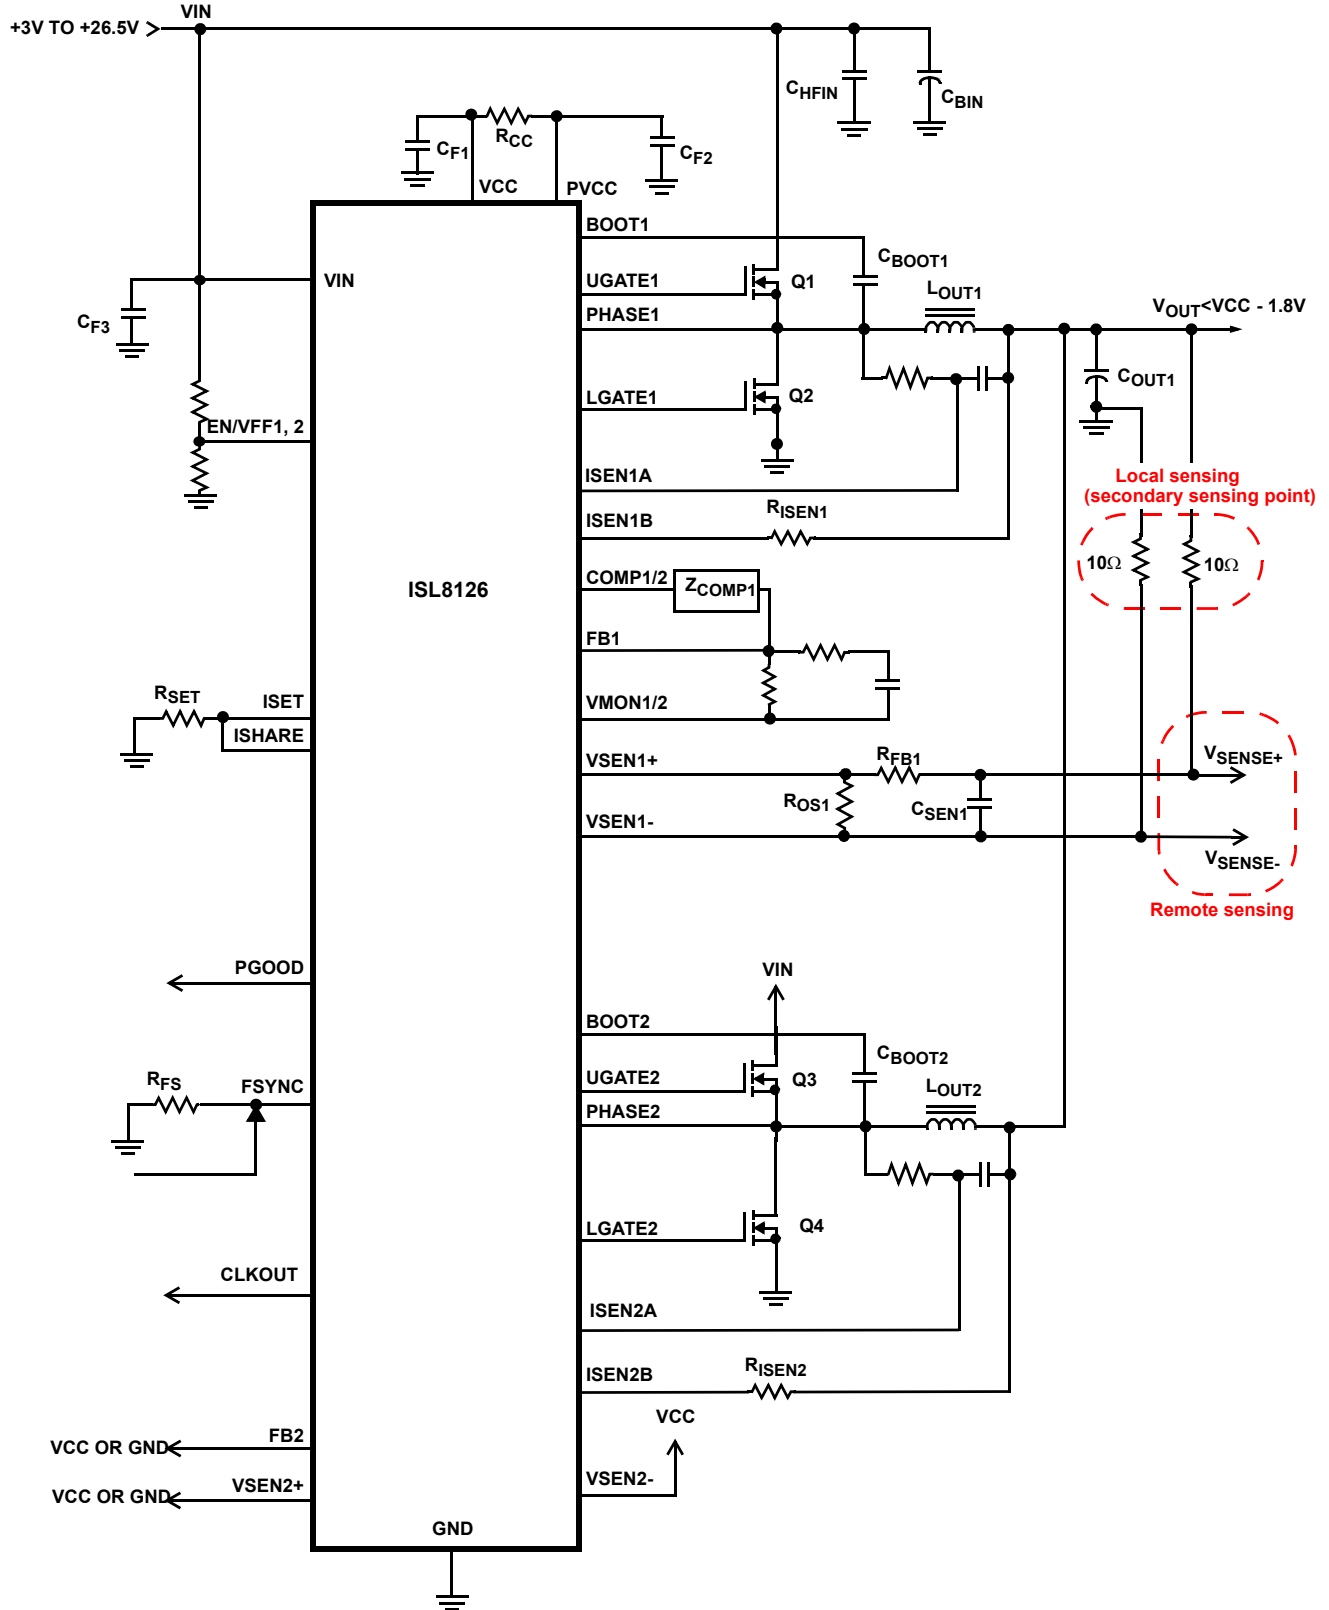 VIN
+3V TO +26.5V
CHFIN
CBIN
CF1
RCC
CF2
VCC
PVCC
BOOT1
CBOOT1
VIN
UGATE1
Q1
LOUT1
PHASE1
VOUT<VCC - 1.8V
CF3
COUT1
LGATE1
Q2
EN/VFF1, 2
ISEN1A
Local sensing
(secondary sensing point)
RISEN1
ISEN1B
10Ω
10Ω
ISL8126
COMP1/2
ZCOMP1
FB1
RSET
ISET
VMON1/2
ISHARE
VSEN1+
RFB1
VSENSE+
ROS1
CSEN1
VSEN1-
VSENSE-
Remote sensing
PGOOD
VIN
BOOT2
CBOOT2
RFS
FSYNC
UGATE2
Q3
LOUT2
PHASE2
LGATE2
Q4
CLKOUT
ISEN2A
ISEN2B
RISEN2
VCC
VCC OR GND
FB2
VCC OR GND
VSEN2+
VSEN2-
GND